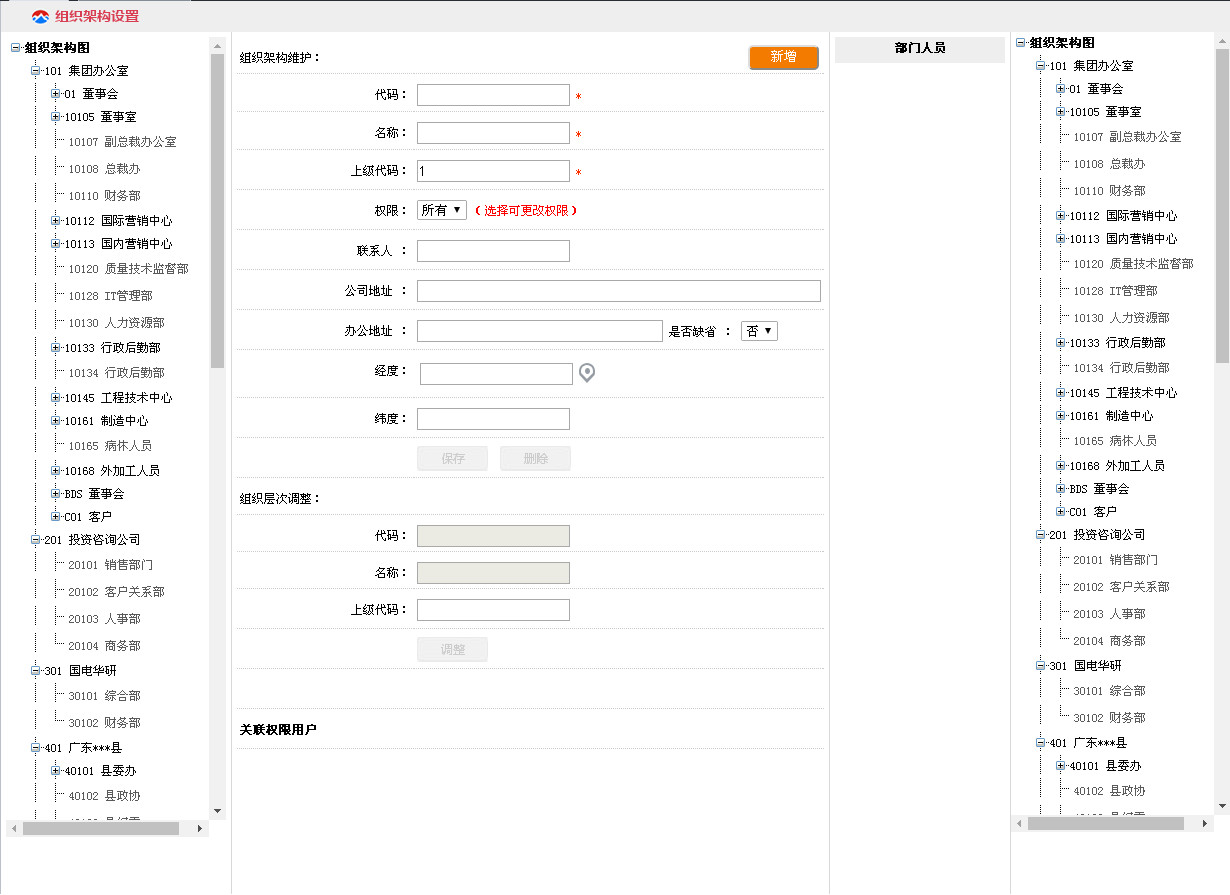 组织架构设置
组织架构图
101 集团办公室
01 董事会
10105 董事室
10107 副总裁办公室
10108 总裁办
10110 财务部
10112 国际营销中心
10113 国内营销中心
10120 质量技术监督部
10128 IT管理部
10130 人力资源部
10133 行政后勤部
10134 行政后勤部
10145 工程技术中心
10161 制造中心
10165 病休人员
10168 外加工人员
BDS 董事会
C01 客户
201 投资咨询公司
20101 销售部门
20102 客户关系部
20103 人事部
20104 商务部
301 国电华研
30101 综合部
30102 财务部
401 广东***县
40101 县委办
40102 县政协
组织架构维护： 新增
代码： *
名称： *
上级代码： 1 *
权限： 所有 （选择可更改权限）
联系人 ：
公司地址 ：
办公地址 ： 是否缺省 ： 否
经度：
纬度：
保存 删除
组织层次调整：
代码：
名称：
上级代码：
调整
关联权限用户
部门人员
组织架构图
101 集团办公室
01 董事会
10105 董事室
10107 副总裁办公室
10108 总裁办
10110 财务部
10112 国际营销中心
10113 国内营销中心
10120 质量技术监督部
10128 IT管理部
10130 人力资源部
10133 行政后勤部
10134 行政后勤部
10145 工程技术中心
10161 制造中心
10165 病休人员
10168 外加工人员
BDS 董事会
C01 客户
201 投资咨询公司
20101 销售部门
20102 客户关系部
20103 人事部
20104 商务部
301 国电华研
30101 综合部
30102 财务部
401 广东***县
40101 县委办
40102 县政协